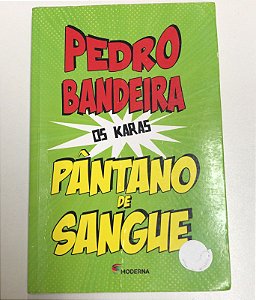 PEDRO
BANDEIRA
OS KARAS
PÂNTANO
DE
SANGUE
MODERNA